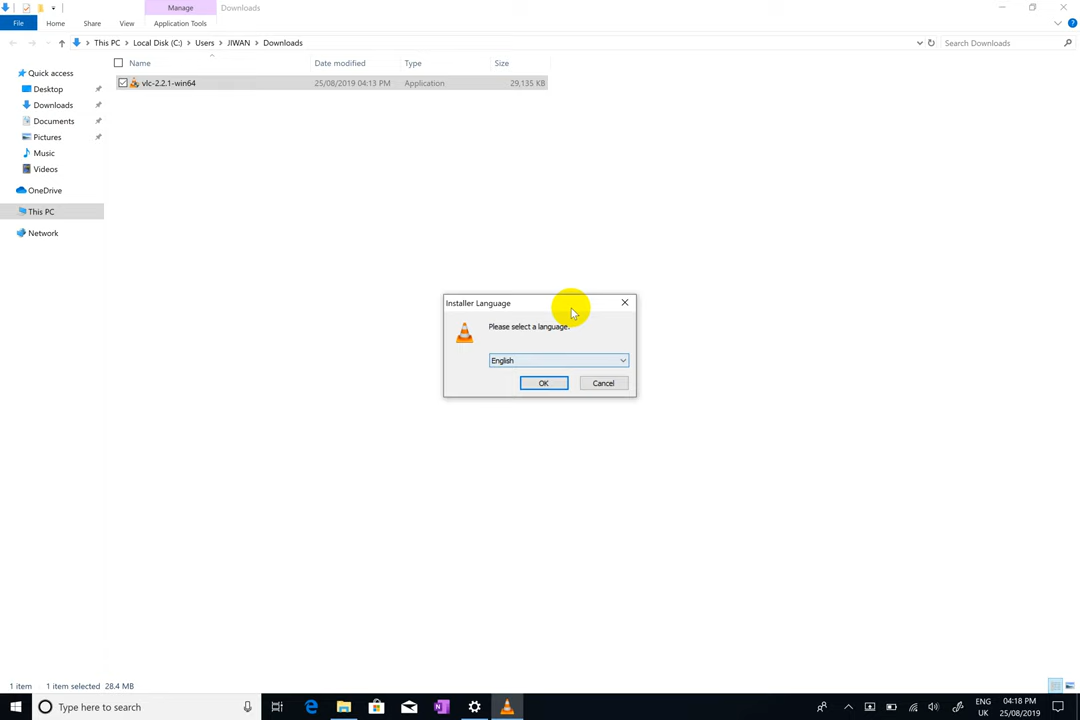 Manage
Downloads
File
Home
Share
View
Application Tools
This PC
Local Disk (C:)
Users
JIWAN
Downloads
Search Downloads
Name
Date modified
Type
Size
vlc-2.2.1-win64
25/08/2019 04:13 PM
Application
29,135 KB
Quick access
Desktop
Downloads
Documents
Pictures
Music
Videos
OneDrive
This PC
Network
Installer Language
Please select a language.
English
OK
Cancel
1 item
1 item selected
28.4 MB
Type here to search
ENG
UK
04:18 PM
25/08/2019